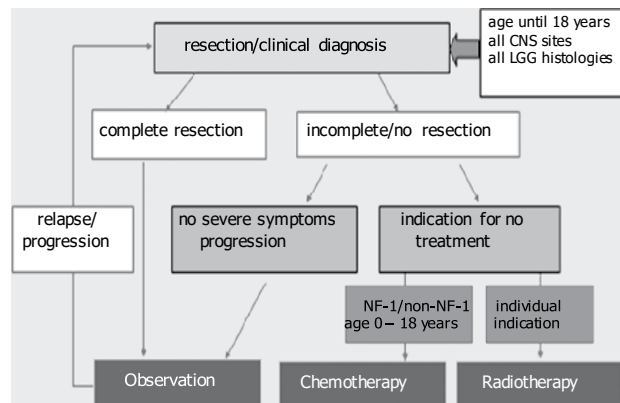 resection/clinical diagnosis
age until 18 years
all CNS sites
all LGG histologies
complete resection
incomplete/no resection
relapse/
progression
no severe symptoms
progression
indication for no
treatment
NF-1/non-NF-1
age 0– 18 years
individual
indication
Observation
Chemotherapy
Radiotherapy